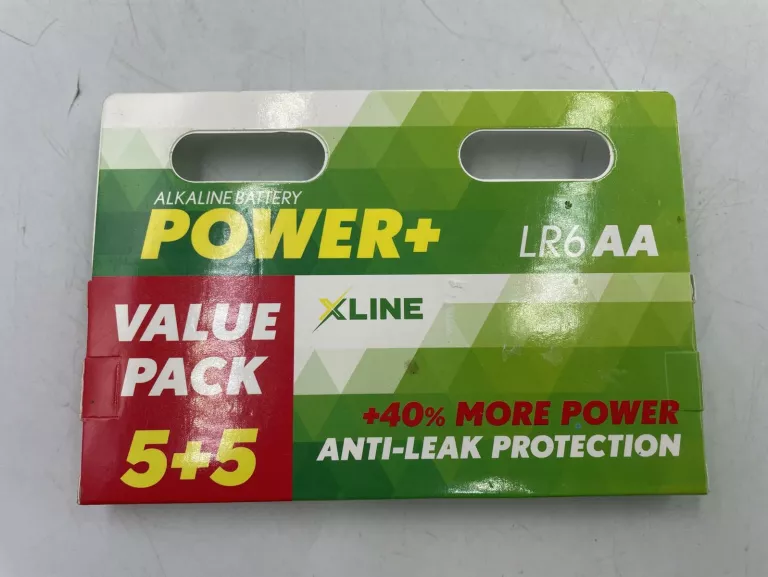 ALKALINE BATTERY
POWER+
LR6 AA
VALUE
PACK
5+5
XLINE
+40% MORE POWER
ANTI-LEAK PROTECTION